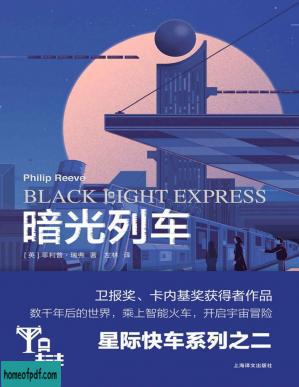 Philip Reeve
BLACK LIGHT EXPRESS
暗光列车
[英]菲利普·瑞弗 著 左林 译
卫报奖、卡内基奖获得者作品
数千年后的世界，乘上智能火车，开启宇宙冒险
星际快车系列之二
上海译文出版社
homeofpdf.com